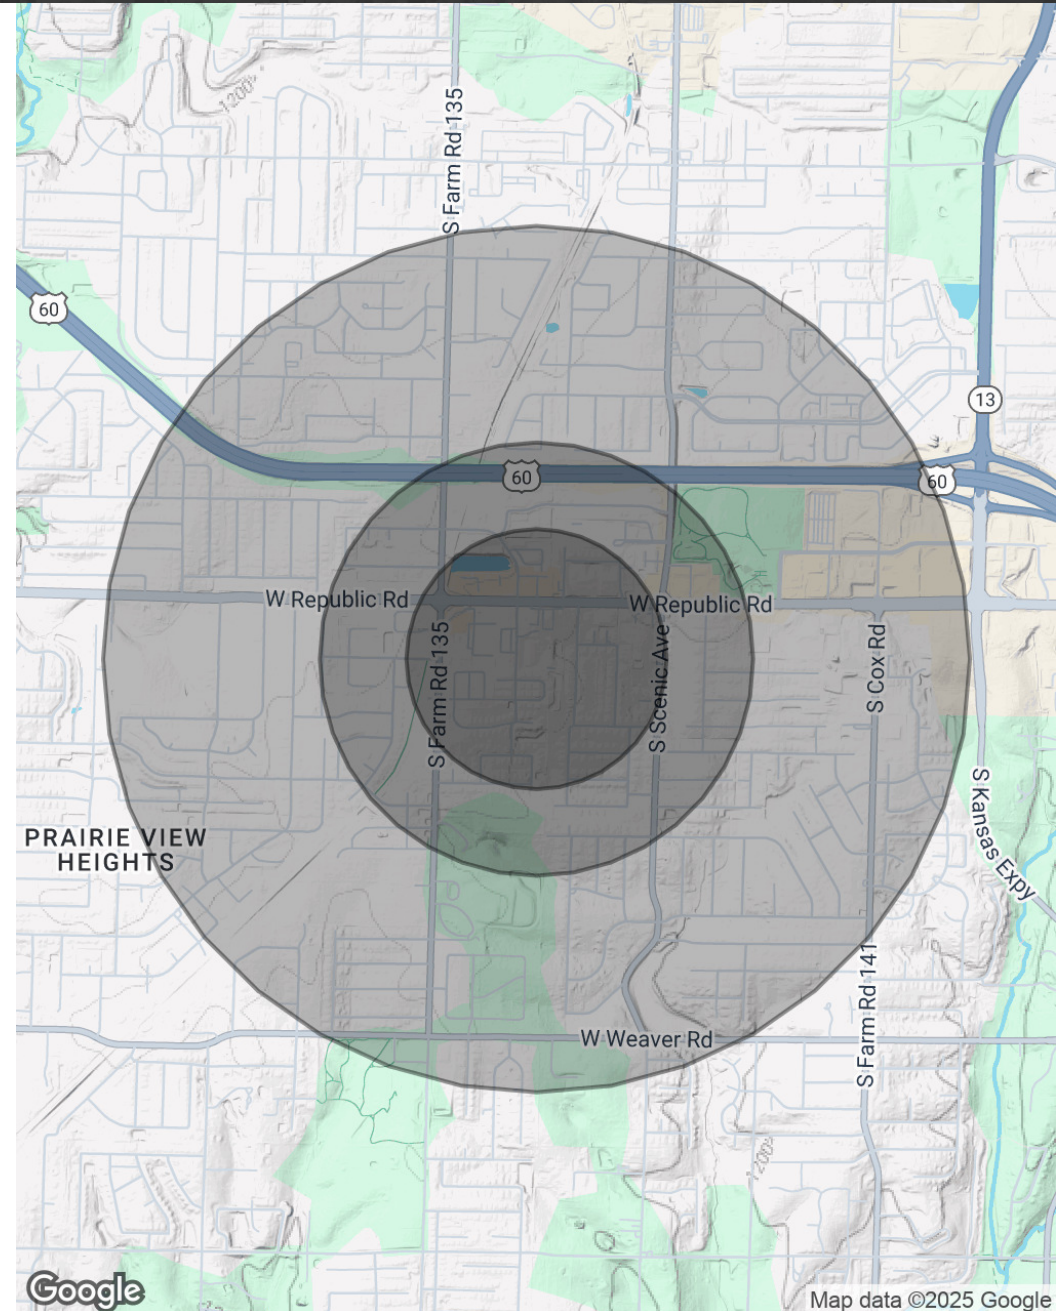 1200'
S Farm Rd 135
60
13
60
60
W Republic Rd
W Republic Rd
S Farm Rd 135
S Scenic Ave
S Cox Rd
S Kansas Expy
PRAIRIE VIEW
HEIGHTS
S Farm Rd 141
W Weaver Rd
1200'
Google
Map data ©2025 Google